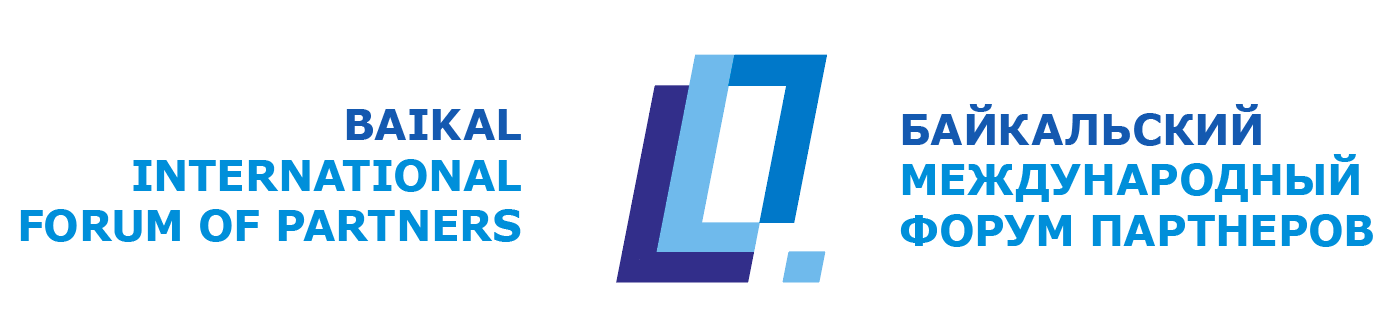 BAIKAL
INTERNATIONAL
FORUM OF PARTNERS
БАЙКАЛЬСКИЙ
МЕЖДУНАРОДНЫЙ
ФОРУМ ПАРТНЕРОВ